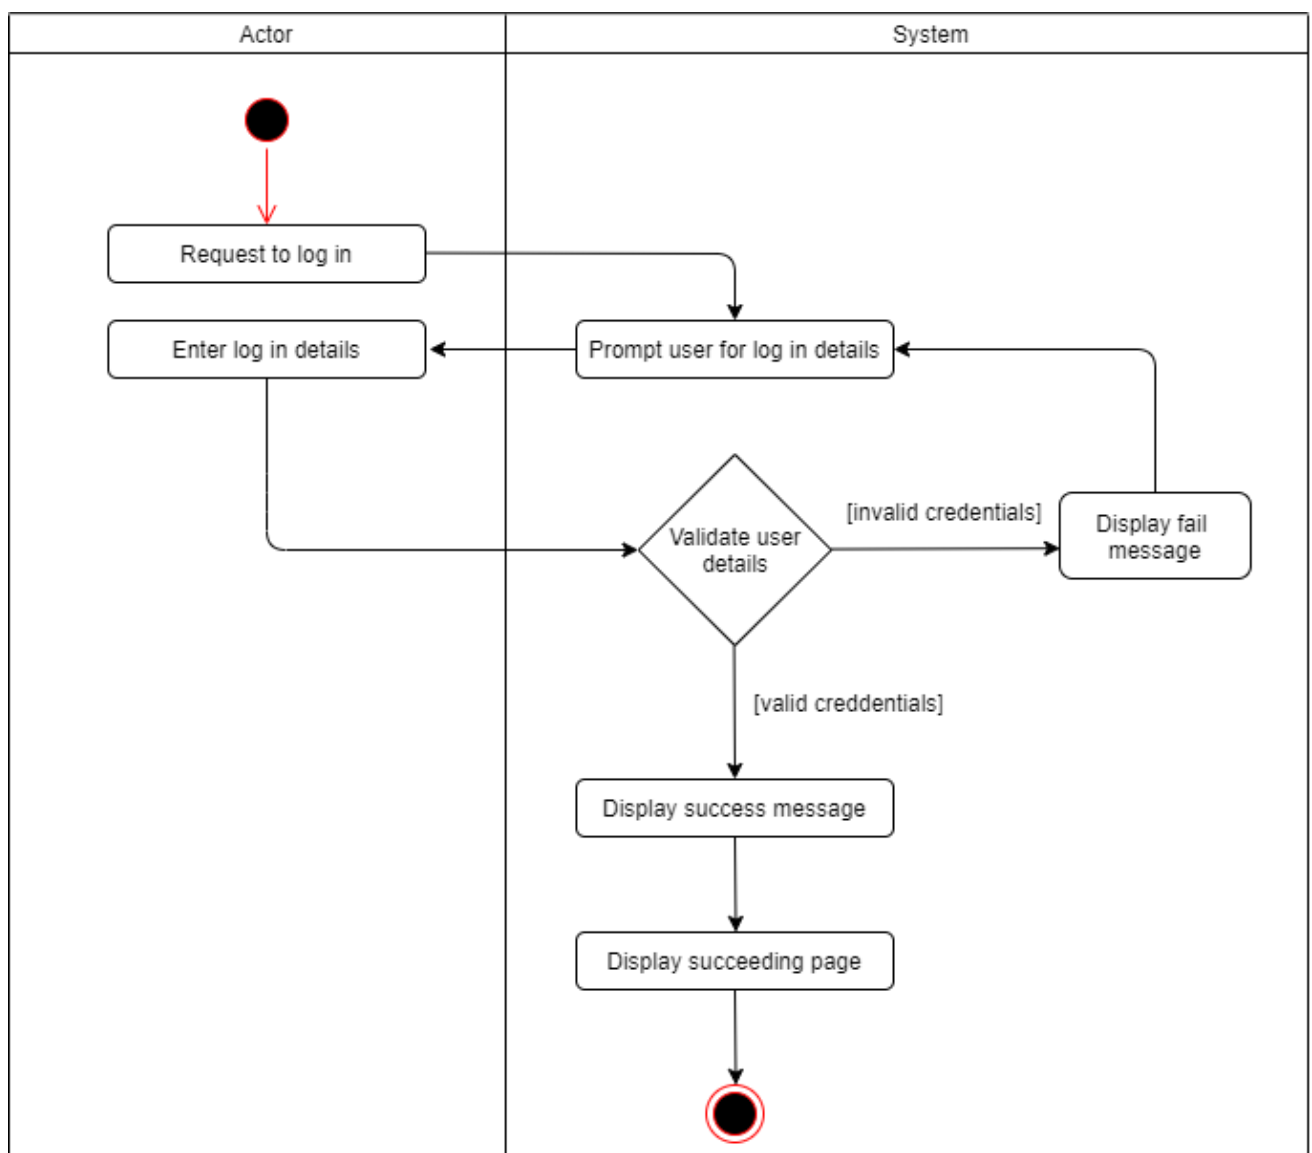 Actor
System
Request to log in
Enter log in details
Prompt user for log in details
Validate user
details
[invalid credentials]
Display fail
message
[valid creddentials]
Display success message
Display succeeding page